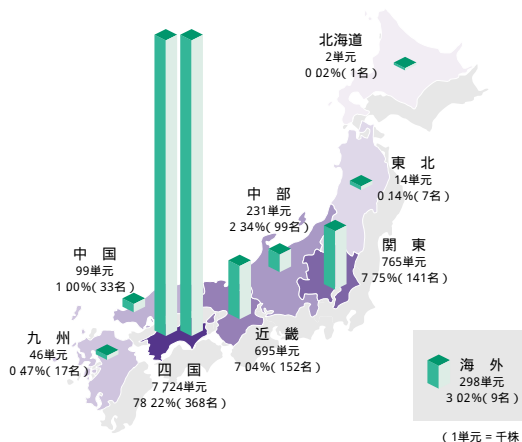 北海道
2単元
0 02%(1名)
東 北
14単元
0.14%(7名)
中 部
231単元
2 34%(99名)
関 東
765単元
7 75%(141名)
中 国
99単元
1 00%(33名)
九 州
46単元
0 47%(17名)
四 国
7 724単元
78 22%(368名)
近 畿
695単元
7 04%(152名)
海 外
298単元
3 02%(9名)
(1単元 = 千株